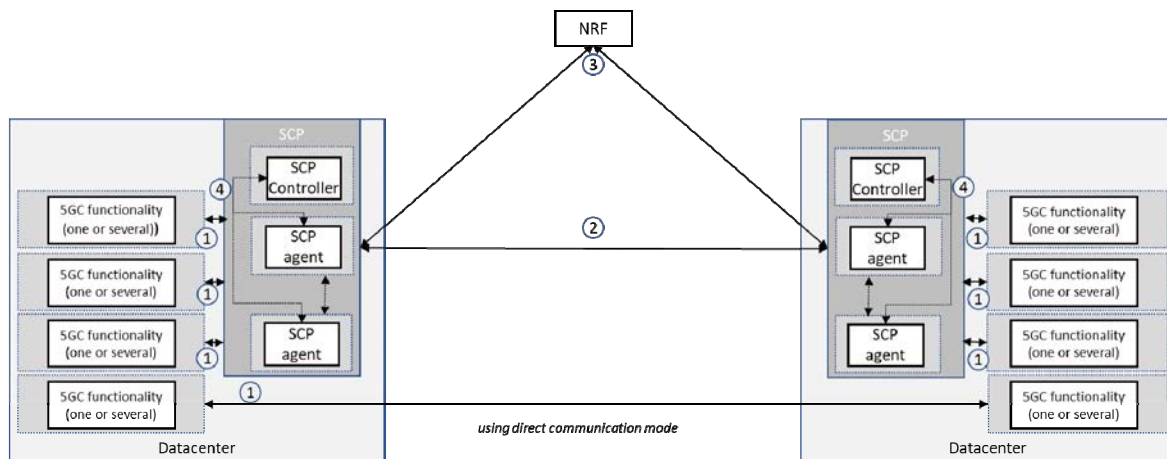 NRF
3
SCP
SCP
Controller
4
5GC functionality
(one or several))
1
SCP
agent
5GC functionality
(one or several)
1
5GC functionality
(one or several)
1
SCP
agent
1
5GC functionality
(one or several)
Datacenter
2
using direct communication mode
SCP
SCP
Controller
4
5GC functionality
(one or several)
1
SCP
agent
5GC functionality
(one or several)
1
5GC functionality
(one or several)
1
SCP
agent
5GC functionality
(one or several)
Datacenter